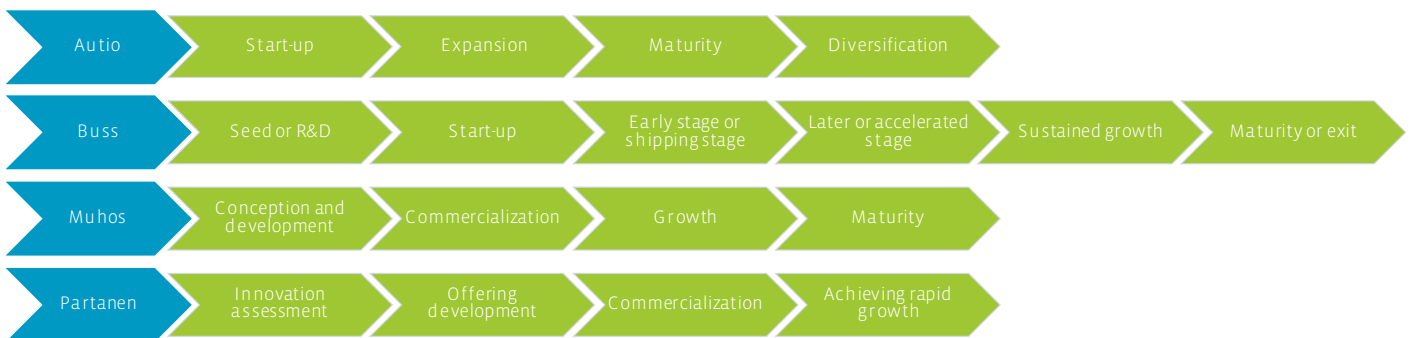 Autio
Start-up
Expansion
Maturity
Diversification
Buss
Seed or R&D
Start-up
Early stage or
shipping stage
Later or accelerated
stage
Sustained growth
Maturity or exit
Muhos
Conception and
development
Commercialization
Growth
Maturity
Partanen
Innovation
assessment
Offering
development
Commercialization
Achieving rapid
growth